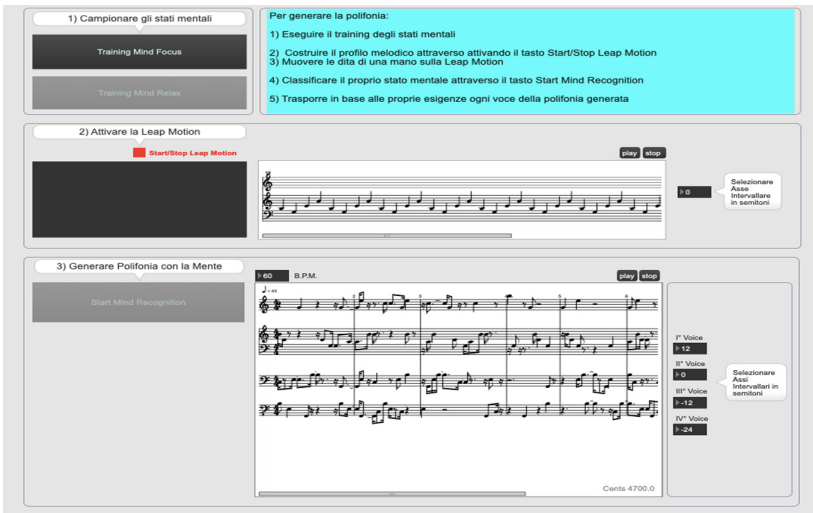 1) Campionare gli stati mentali
Training Mind Focus
Training Mind Relax
Per generare la polifonia:
1) Eseguire il training degli stati mentali
2) Costruire il profilo melodico attraverso attivando il tasto Start/Stop Leap Motion
3) Muovere le dita di una mano sulla Leap Motion
4) Classificare il proprio stato mentale attraverso il tasto Start Mind Recognition
5) Trasporre in base alle proprie esigenze ogni voce della polifonia generata
2) Attivare la Leap Motion
Start/Stop Leap Motion
play stop
0
Selezionare
Asse
Intervallare
in semitoni
3) Generare Polifonia con la Mente
Start Mind Recognition
60 B.P.M.
play stop
2 3 4 5 6
I° Voice
12
II° Voice
0
III° Voice
-12
IV° Voice
-24
Selezionare
Assi
Intervallari in
semitoni
Cents 4700.0